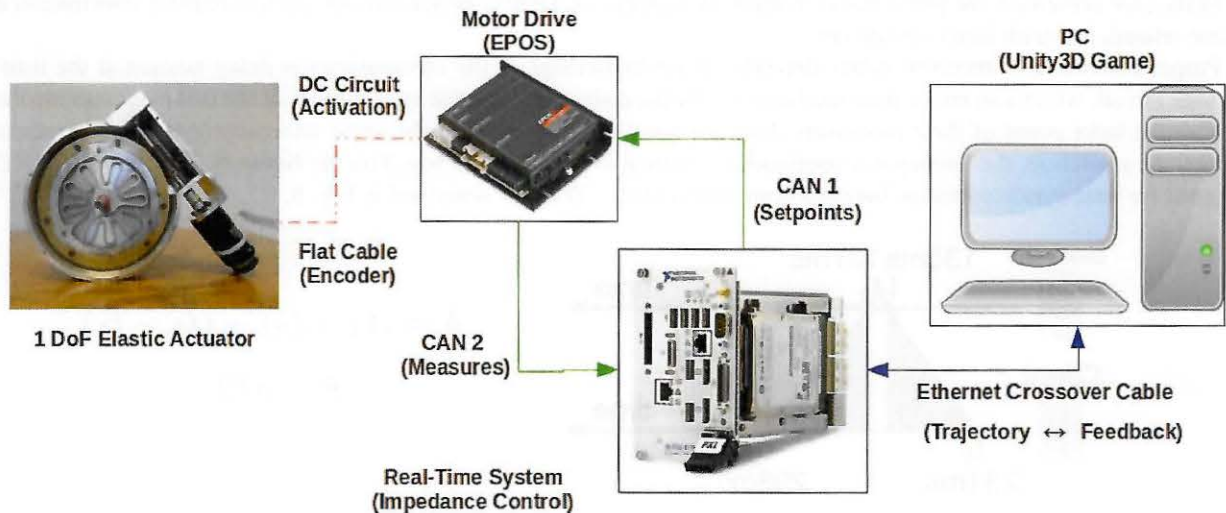 Motor Drive
(EPOS)
PC
(Unity3D Game)
DC Circuit
(Activation)
CAN 1
(Setpoints)
Flat Cable
(Encoder)
1 DoF Elastic Actuator
CAN 2
(Measures)
PXI
Ethernet Crossover Cable
(Trajectory ↔ Feedback)
Real-Time System
(Impedance Control)